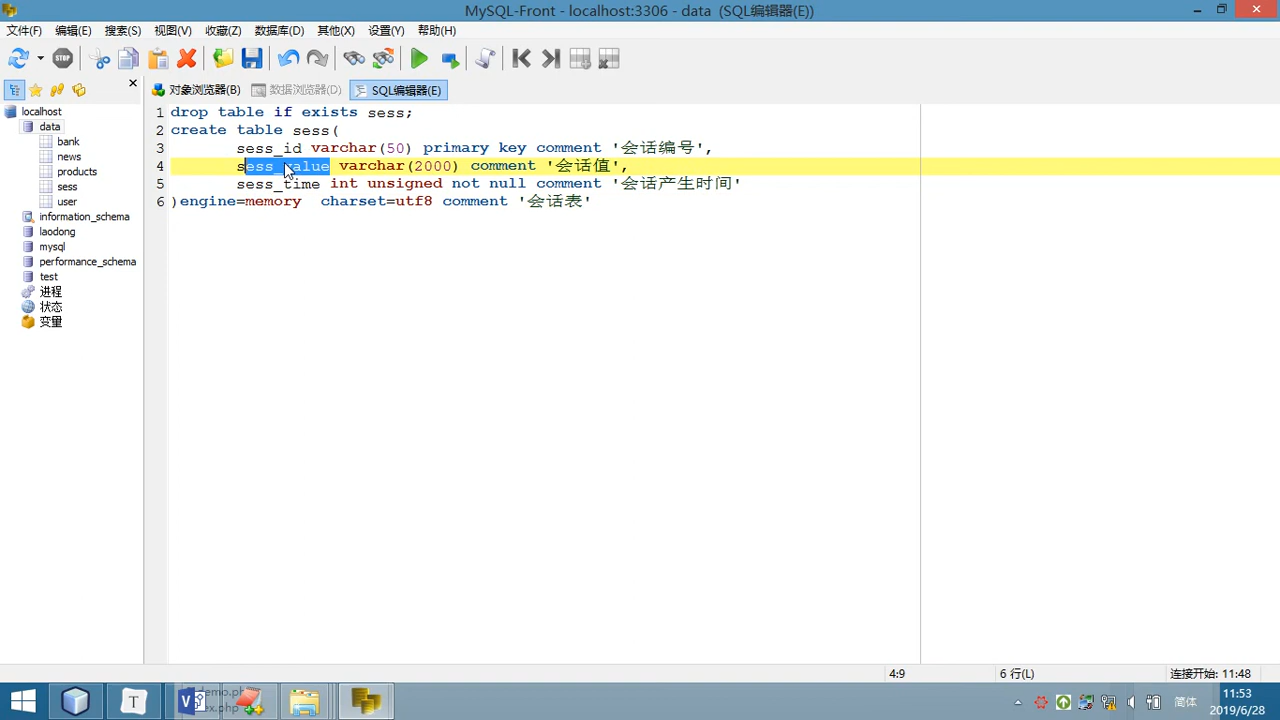 MySQL-Front - localhost:3306 - data (SQL编辑器(E))
文件(F) 编辑(E) 搜索(S) 视图(V) 收藏(Z) 数据库(D) 其他(X) 设置(Y) 帮助(H)
STOP
对象浏览器(B) 数据浏览器(D) SQL编辑器(E)
localhost
data
bank
news
products
sess
user
information_schema
laodong
mysql
performance_schema
test
进程
状态
变量
1 drop table if exists sess;
2 create table sess(
3 sess_id varchar(50) primary key comment '会话编号',
4 sess_value varchar(2000) comment '会话值',
5 sess_time int unsigned not null comment '会话产生时间'
6 )engine=memory charset=utf8 comment '会话表'
4:9 6 行(L) 连接开始: 11:48
简体
11:53
2019/6/28